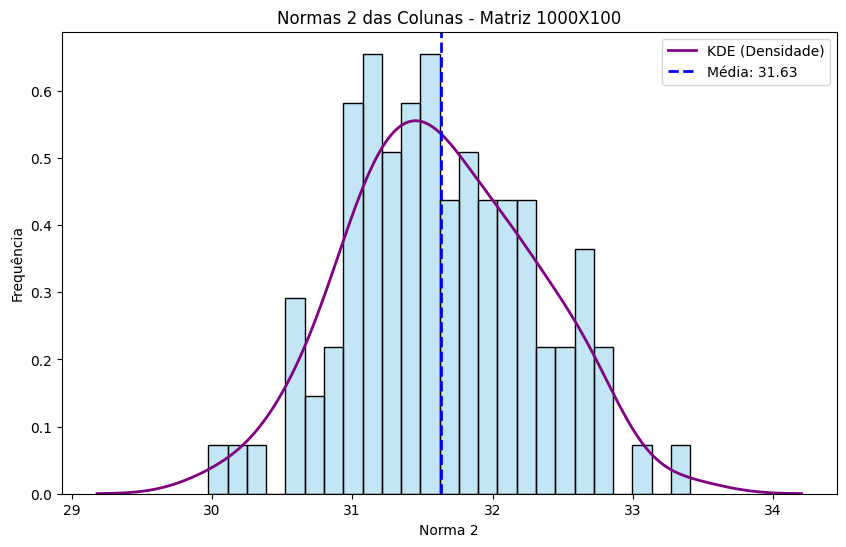 Normas 2 das Colunas - Matriz 1000X100
KDE (Densidade)
Média: 31.63
Frequência
0.6
0.5
0.4
0.3
0.2
0.1
0.0
29
30
31
32
33
34
Norma 2